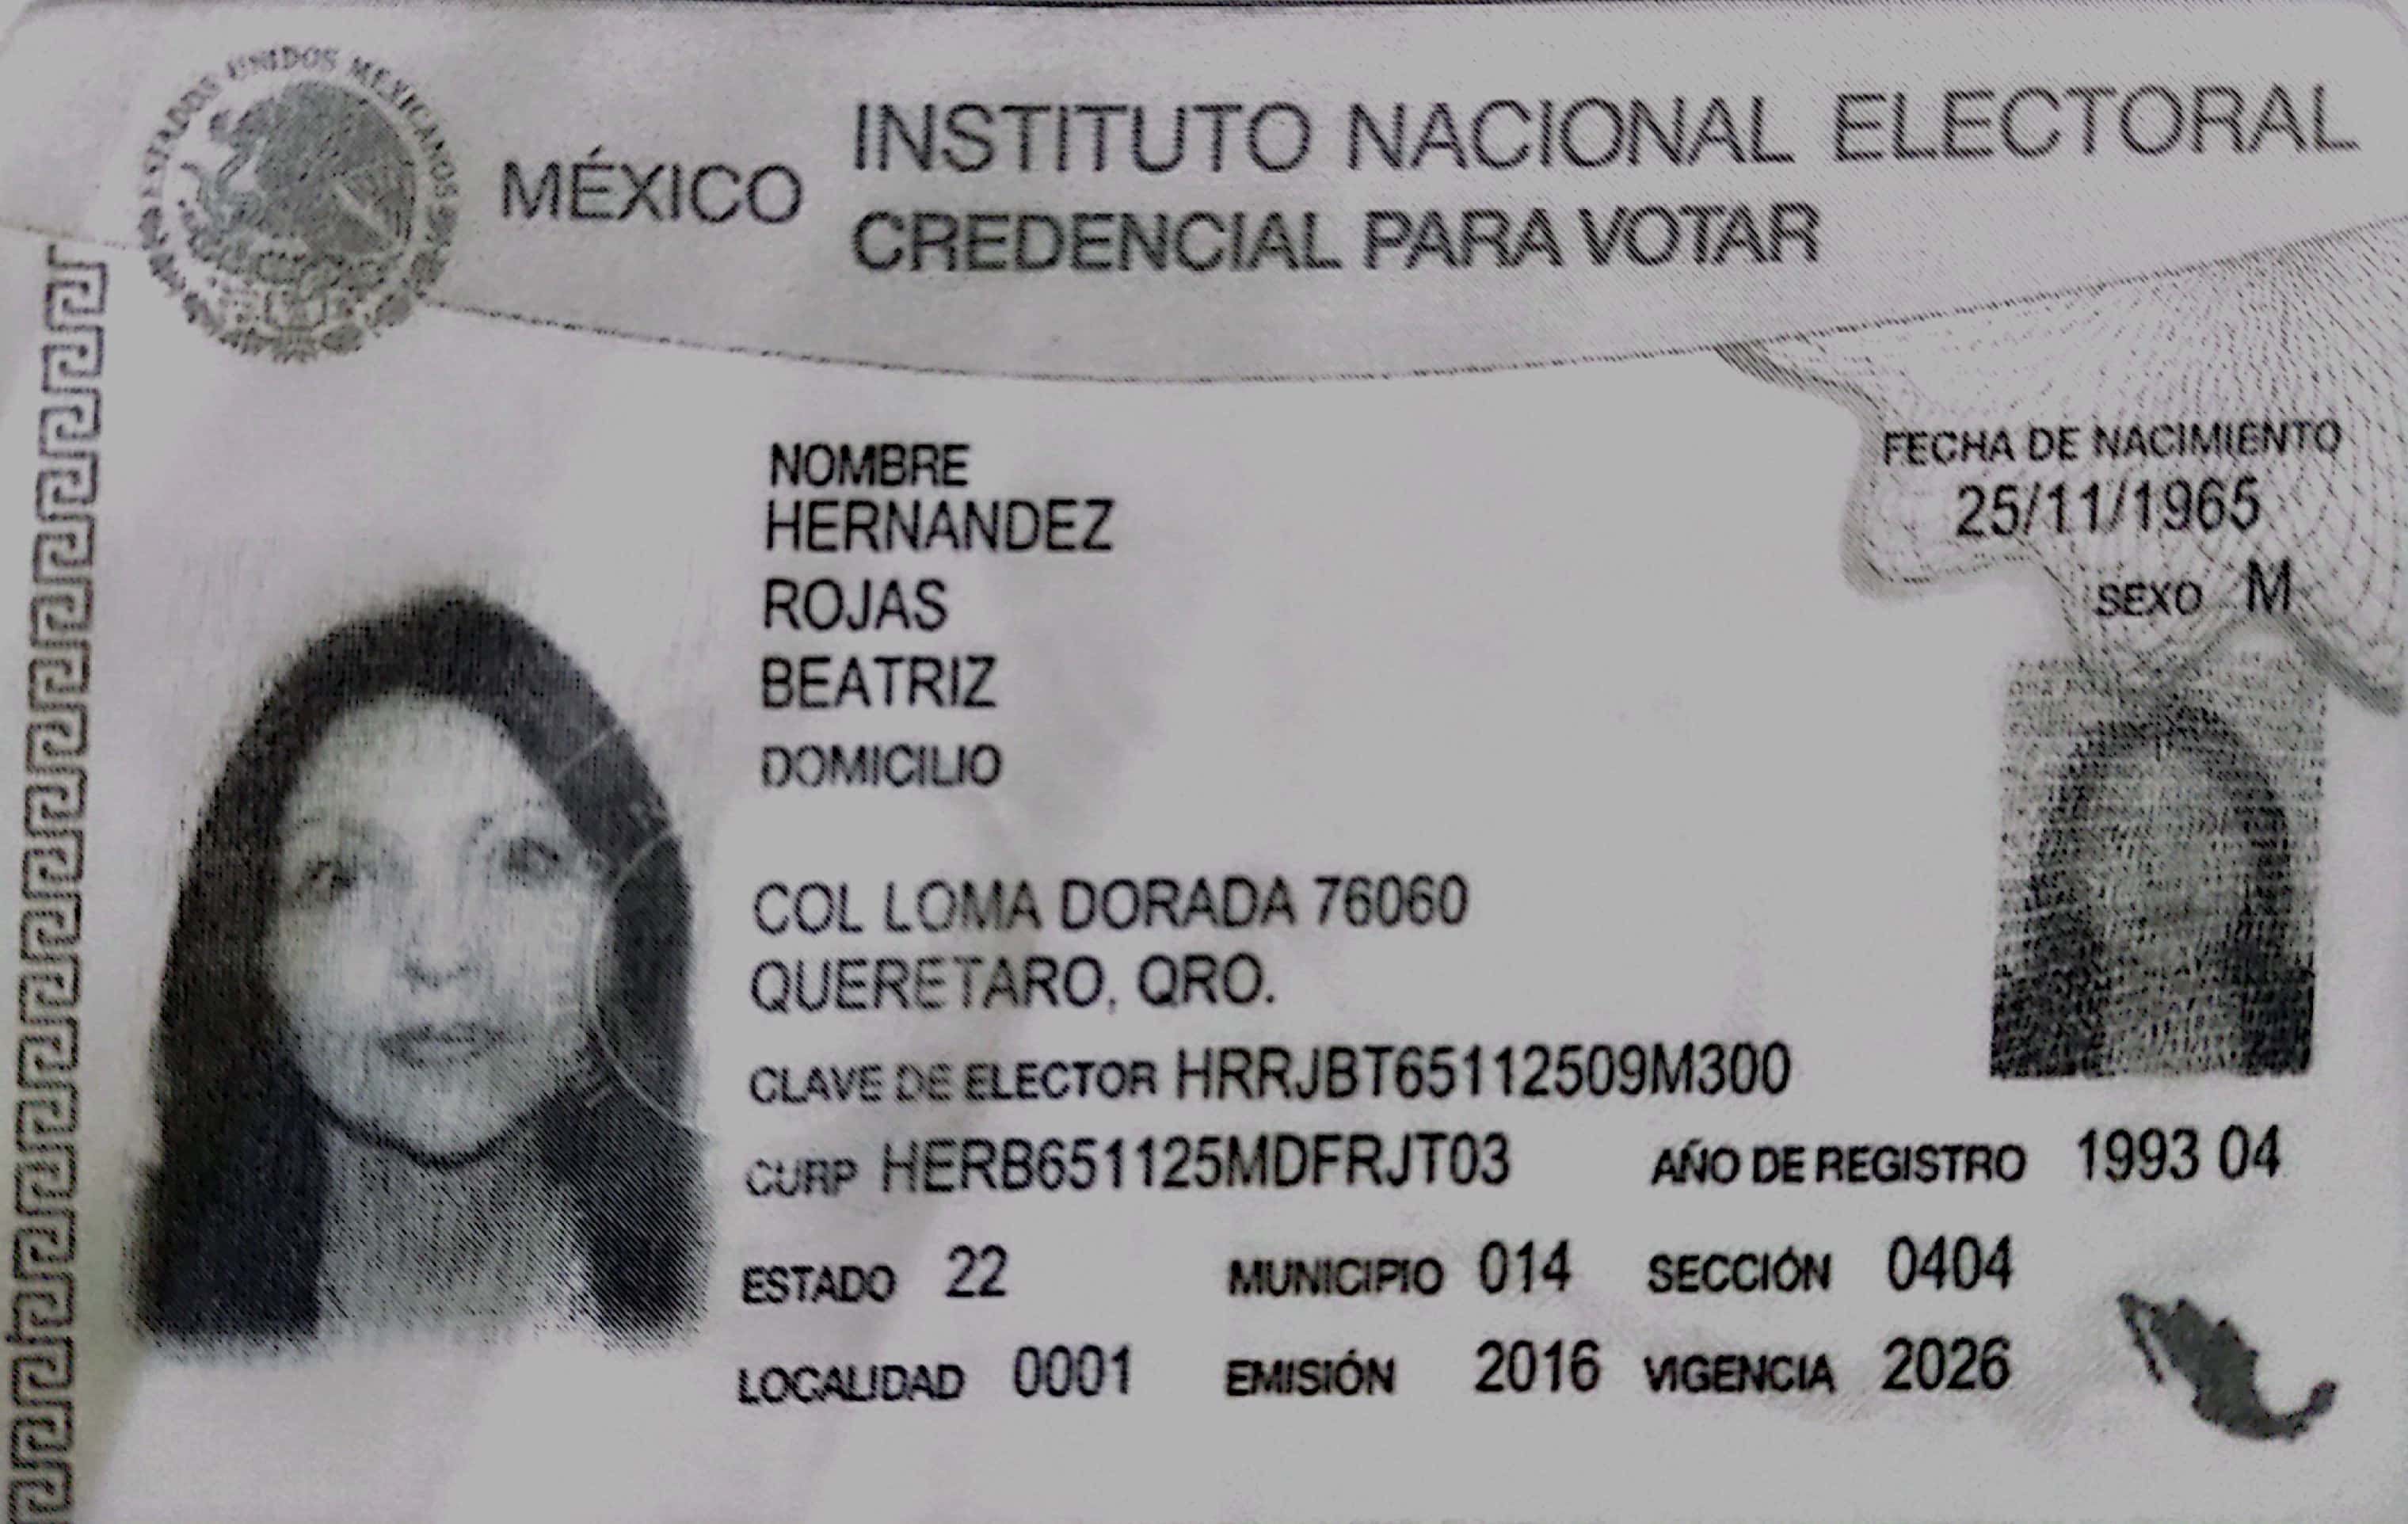 ESTADOS UNIDOS MEXICANOS
MÉXICO
INSTITUTO NACIONAL ELECTORAL
CREDENCIAL PARA VOTAR
NOMBRE
HERNANDEZ
ROJAS
BEATRIZ
FECHA DE NACIMIENTO
25/11/1965
SEXO M
DOMICILIO
COL LOMA DORADA 76060
QUERETARO, QRO.
CLAVE DE ELECTOR HRRJBT65112509M300
CURP HERB651125MDFRJT03 AÑO DE REGISTRO 1993 04
ESTADO 22 MUNICIPIO 014 SECCIÓN 0404
LOCALIDAD 0001 EMISIÓN 2016 VIGENCIA 2026